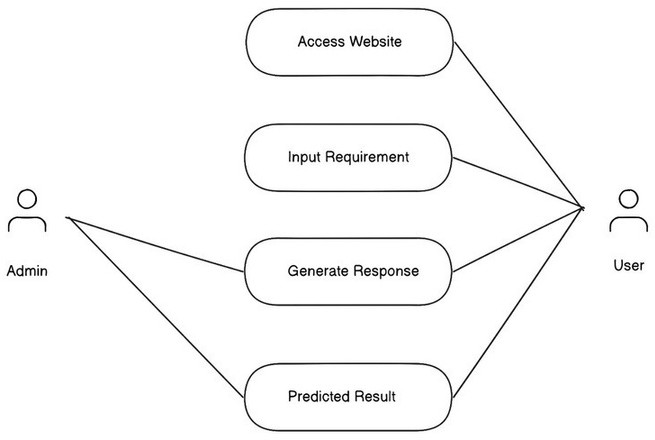 Access Website
Input Requirement
Admin
User
Generate Response
Predicted Result